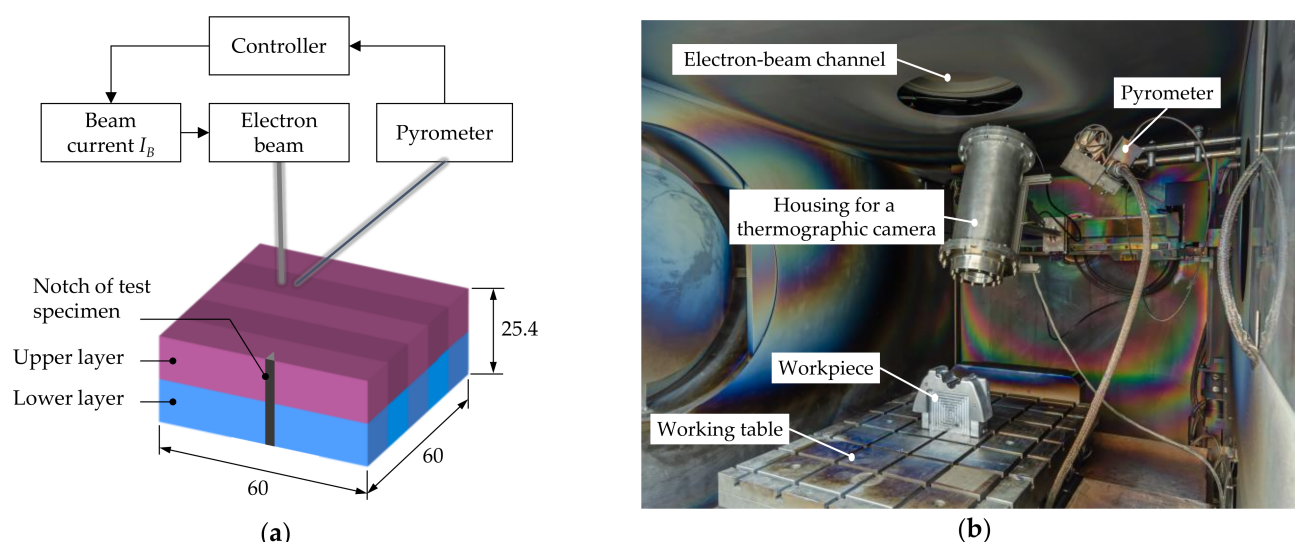 Controller
Beam
current I_B
Electron
beam
Pyrometer
Notch of test
specimen
Upper layer
Lower layer
25.4
60
60
(a)
Electron-beam channel
Pyrometer
Housing for a
thermographic camera
Workpiece
Working table
(b)